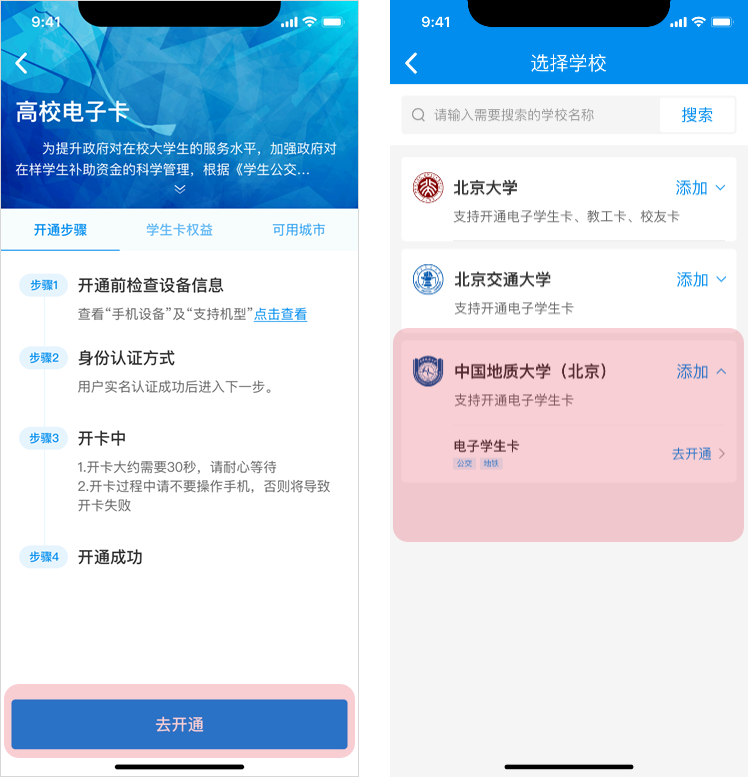 9:41
高校电子卡
为提升政府对在校大学生的服务水平，加强政府对
在样学生补助资金的科学管理，根据《学生公交...
开通步骤
学生卡权益
可用城市
步骤1
开通前检查设备信息
查看“手机设备”及“支持机型”点击查看
步骤2
身份认证方式
用户实名认证成功后进入下一步。
步骤3
开卡中
1.开卡大约需要30秒，请耐心等待
2.开卡过程中请不要操作手机，否则将导致
开卡失败
步骤4
开通成功
去开通
9:41
选择学校
请输入需要搜索的学校名称
搜索
北京大学
添加
支持开通电子学生卡、教工卡、校友卡
北京交通大学
添加
支持开通电子学生卡
中国地质大学（北京）
添加
支持开通电子学生卡
电子学生卡
公交 地铁
去开通